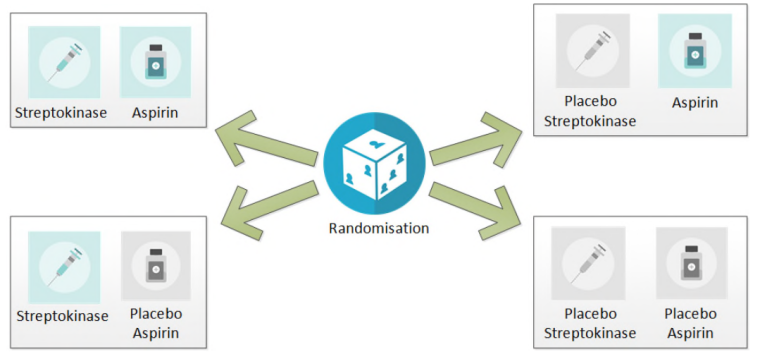 Streptokinase
Aspirin
Placebo
Streptokinase
Aspirin
Randomisation
Streptokinase
Placebo
Aspirin
Placebo
Streptokinase
Placebo
Aspirin